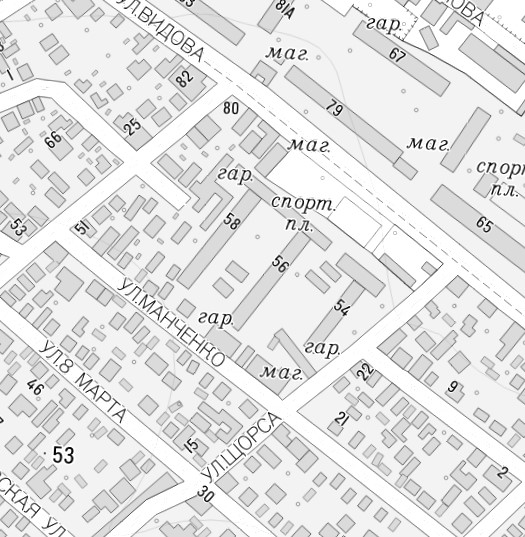 УЛ.ВИДОВА
81А
гар.
67
маг.
82
79
80
маг.
маг.
25
66
гар.
спорт.
пл.
65
53
51
58
56
54
УЛ.МАНЧЕНКО
гар.
гар.
маг.
22
9
УЛ.8 МАРТА
46
21
15
УЛ.ЩОРСА
53
30
2